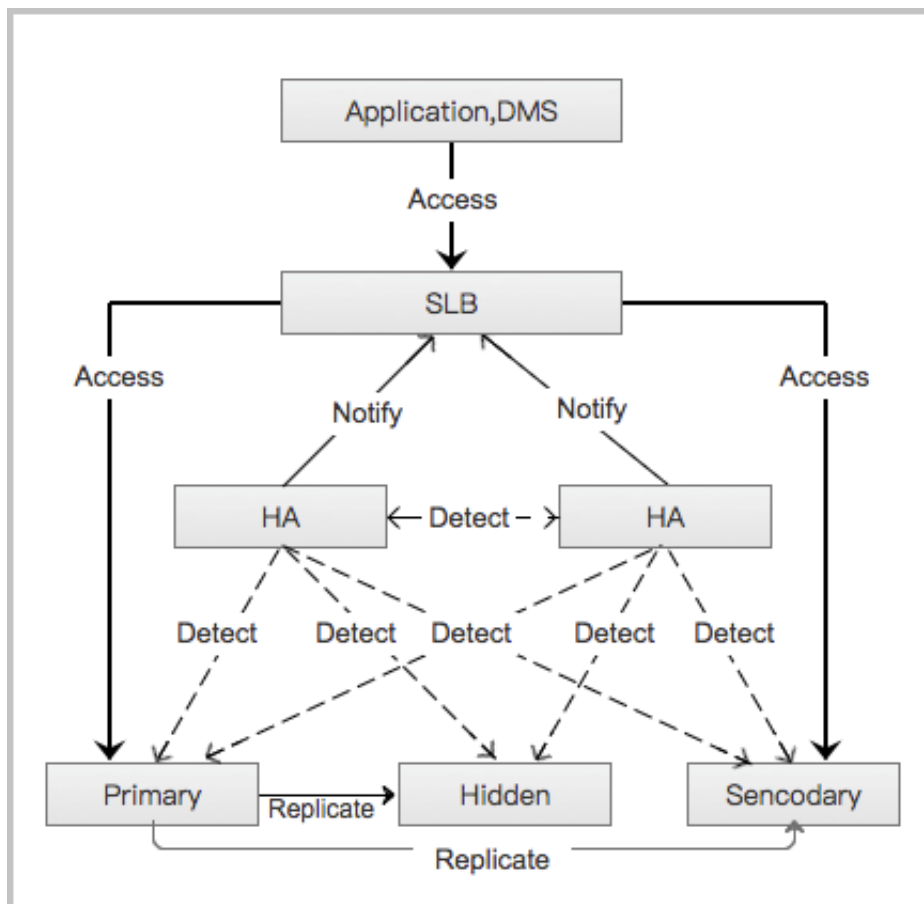 Application,DMS
Access
SLB
Access
Access
Notify
Notify
HA
Detect
HA
Detect
Detect
Detect
Detect
Detect
Primary
Replicate
Hidden
Sencodary
Replicate